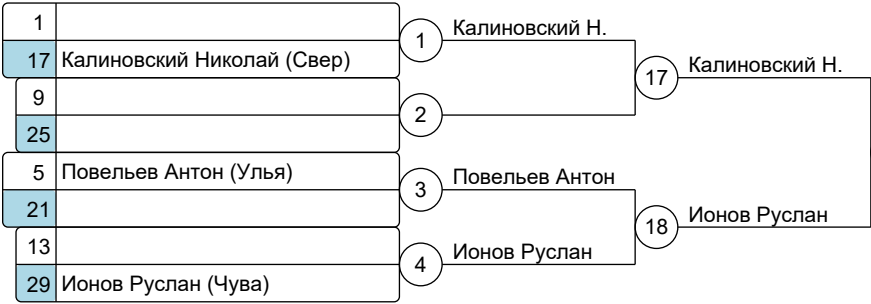 1
17 Калиновский Николай (Свер)
9
25
5 Повельев Антон (Улья)
21
13
29 Ионов Руслан (Чува)
1 Калиновский Н.
2
3 Повельев Антон
4 Ионов Руслан
17 Калиновский Н.
18 Ионов Руслан